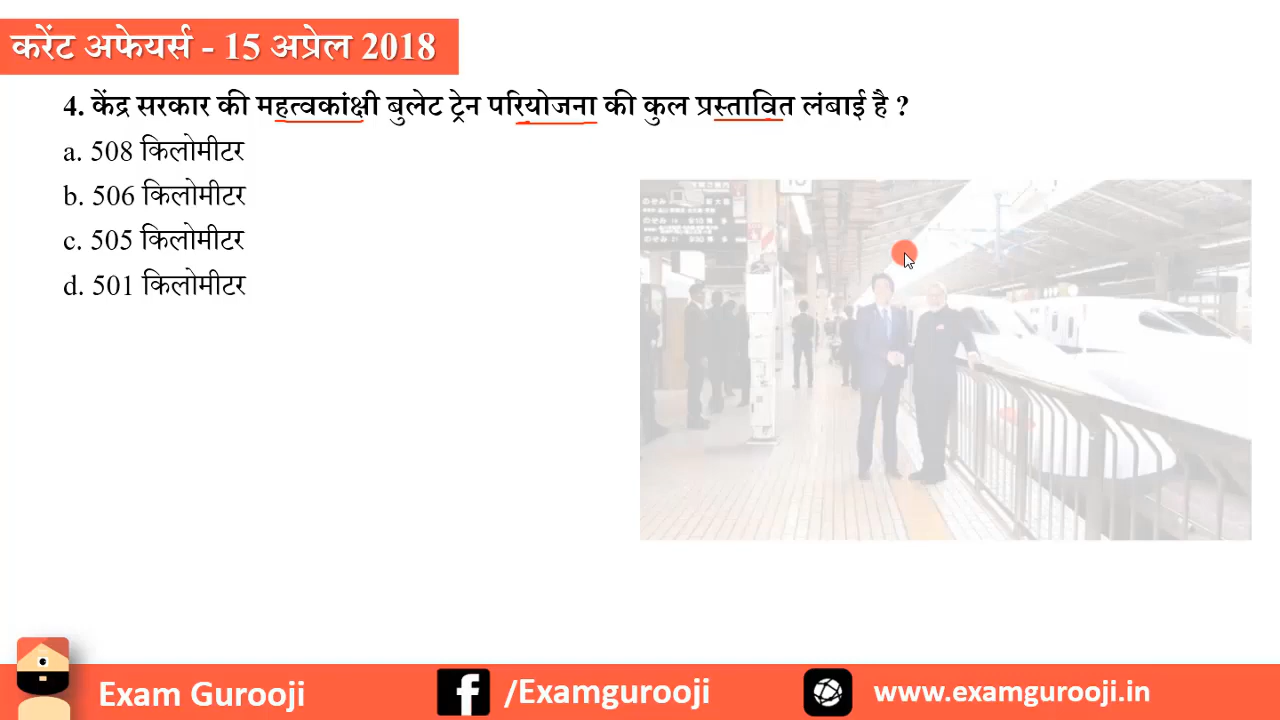 करेंट अफेयर्स - 15 अप्रेल 2018
4. केंद्र सरकार की महत्वकांक्षी बुलेट ट्रेन परियोजना की कुल प्रस्तावित लंबाई है ?
a. 508 किलोमीटर
b. 506 किलोमीटर
c. 505 किलोमीटर
d. 501 किलोमीटर
Exam Gurooji
/Examgurooji
www.examgurooji.in